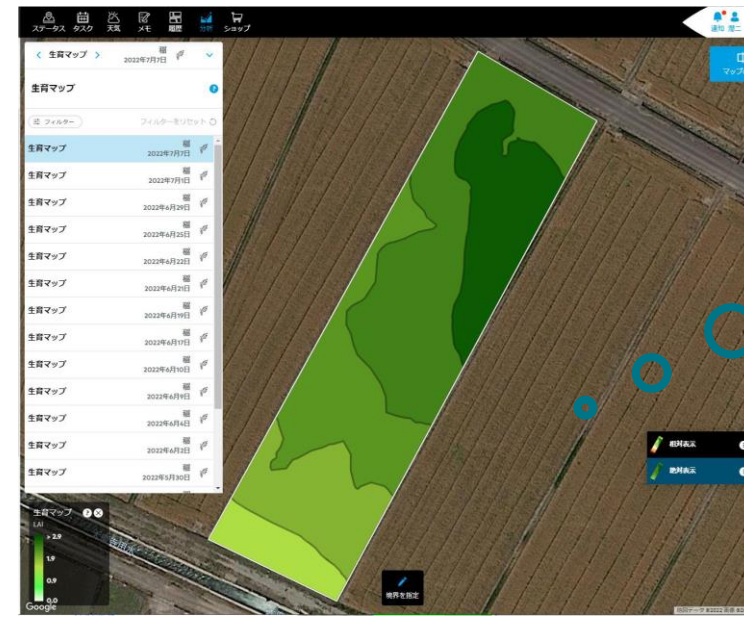 ステータス タスク 天気 メモ 履歴 分析 ショップ
通知
生育マップ
2022年7月7日
生育マップ
フィルター
フィルターをリセット
生育マップ 2022年7月7日
生育マップ 2022年7月1日
生育マップ 2022年6月29日
生育マップ 2022年6月25日
生育マップ 2022年6月22日
生育マップ 2022年6月21日
生育マップ 2022年6月19日
生育マップ 2022年6月17日
生育マップ 2022年6月10日
生育マップ 2022年6月9日
生育マップ 2022年6月4日
生育マップ 2022年6月2日
生育マップ 2022年5月30日
相対表示
絶対表示
生育マップ
LAI
> 2.9
1.9
0.9
0.0
境界を指定
Google